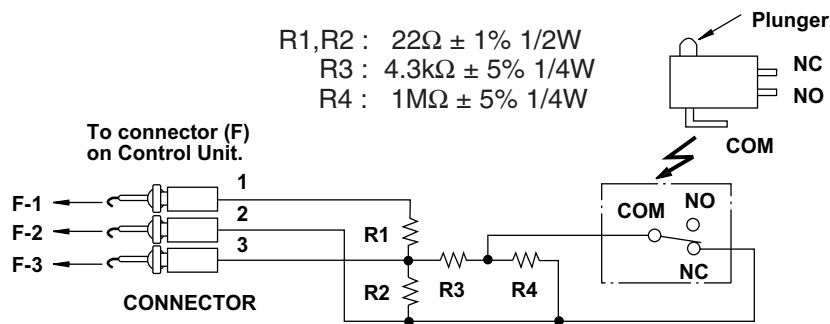 R1,R2 : 22Ω ± 1% 1/2W
R3 : 4.3kΩ ± 5% 1/4W
R4 : 1MΩ ± 5% 1/4W
Plunger
NC
NO
COM
To connector (F)
on Control Unit.
F-1
1
F-2
2
F-3
3
CONNECTOR
R1
R2
R3
R4
COM
NO
NC